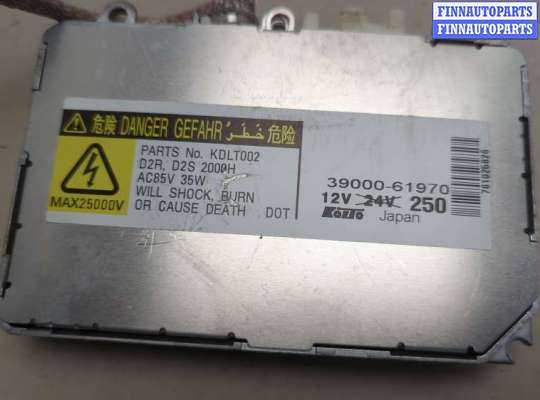 FINNAUTOPARTS
FINNAUTOPARTS
危険 DANGER GEFAHR خَطَرْ 危险
PARTS No. KDLT002
D2R, D2S 2000H
AC85V 35W
WILL SHOCK, BURN
OR CAUSE DEATH DOT
MAX25000V
39000-61970
12V 24V 250
KOITO Japan